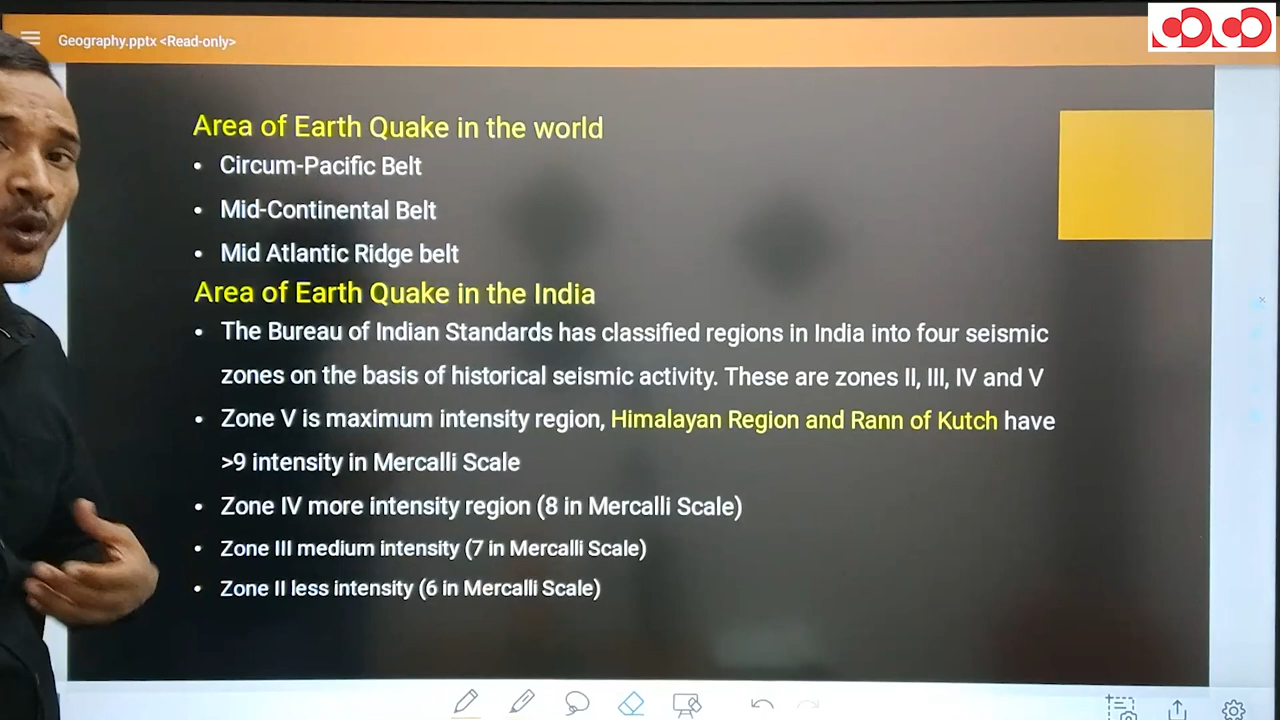 Geography.pptx <Read-only>
Area of Earth Quake in the world
• Circum-Pacific Belt
• Mid-Continental Belt
• Mid Atlantic Ridge belt
Area of Earth Quake in the India
• The Bureau of Indian Standards has classified regions in India into four seismic
zones on the basis of historical seismic activity. These are zones II, III, IV and V
• Zone V is maximum intensity region, Himalayan Region and Rann of Kutch have
>9 intensity in Mercalli Scale
• Zone IV more intensity region (8 in Mercalli Scale)
• Zone III medium intensity (7 in Mercalli Scale)
• Zone II less intensity (6 in Mercalli Scale)